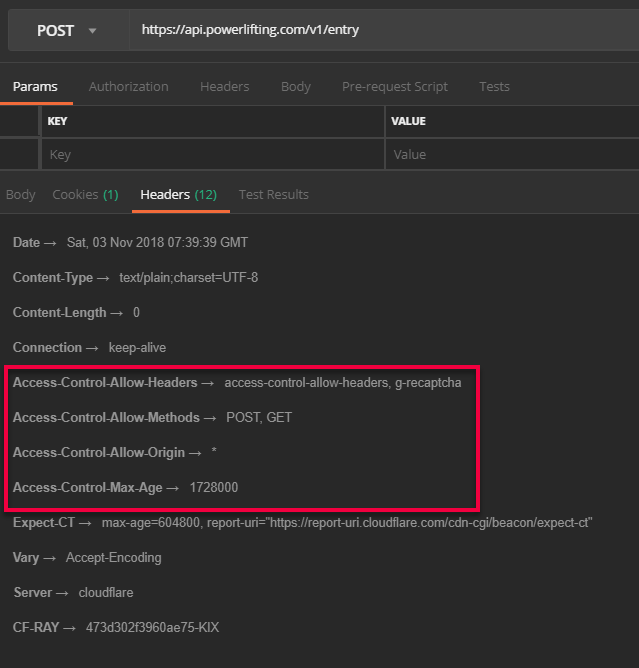 POST https://api.powerlifting.com/v1/entry
Params Authorization Headers Body Pre-request Script Tests
KEY VALUE
Key Value
Body Cookies (1) Headers (12) Test Results
Date → Sat, 03 Nov 2018 07:39:39 GMT
Content-Type → text/plain;charset=UTF-8
Content-Length → 0
Connection → keep-alive
Access-Control-Allow-Headers → access-control-allow-headers, g-recaptcha
Access-Control-Allow-Methods → POST, GET
Access-Control-Allow-Origin → *
Access-Control-Max-Age → 1728000
Expect-CT → max-age=604800, report-uri="https://report-uri.cloudflare.com/cdn-cgi/beacon/expect-ct"
Vary → Accept-Encoding
Server → cloudflare
CF-RAY → 473d302f3960ae75-KIX